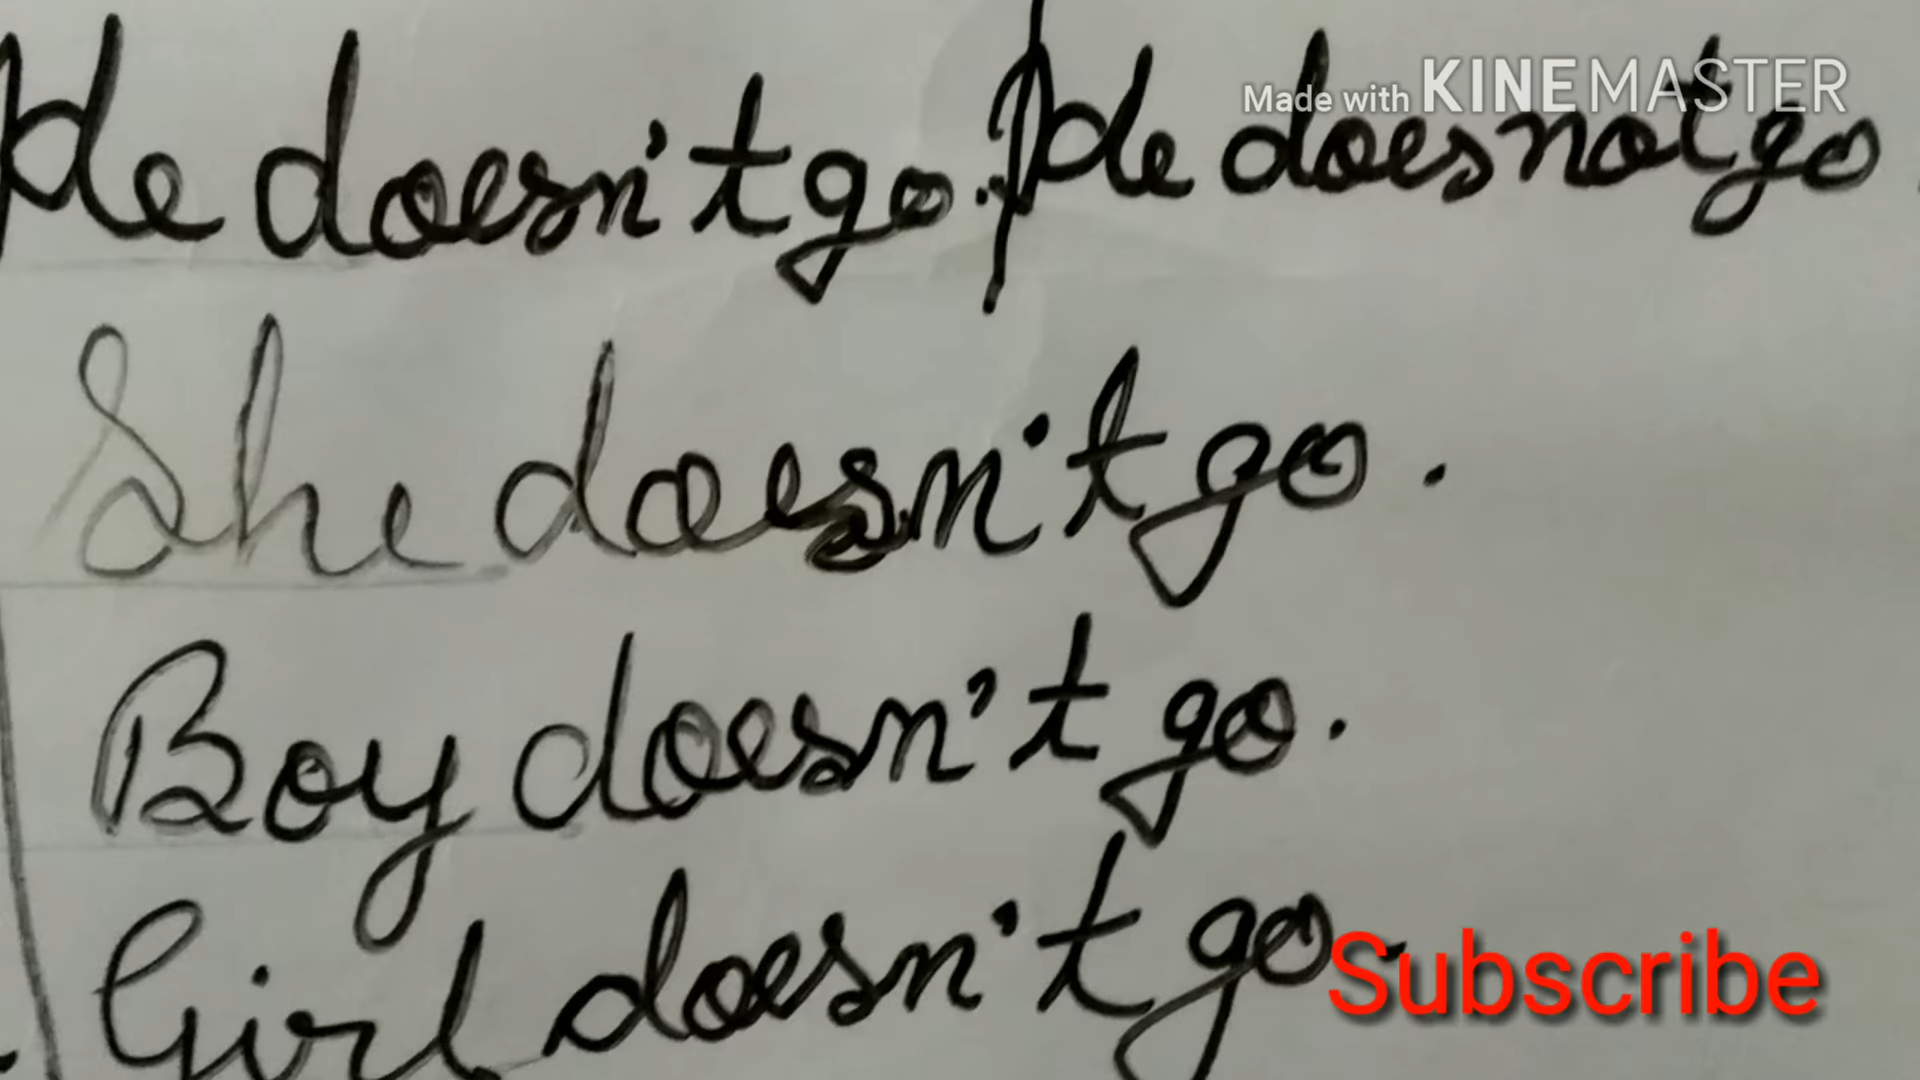 Made with KINEMASTER
He doesn't go. | He does not go.
She doesn't go.
Boy doesn't go.
Girl doesn't go.
Subscribe